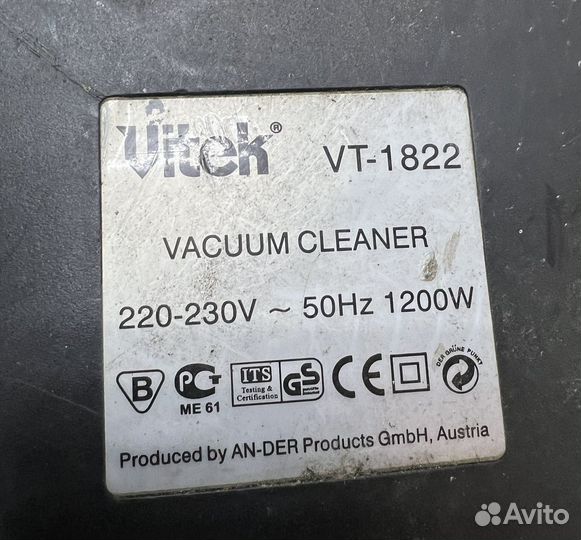 Vitek® VT-1822
VACUUM CLEANER
220-230V ~ 50Hz 1200W
B PCT ME 61 ITS Testing & Certification GS CE DER GRÜNE PUNKT
Produced by AN-DER Products GmbH, Austria
Avito